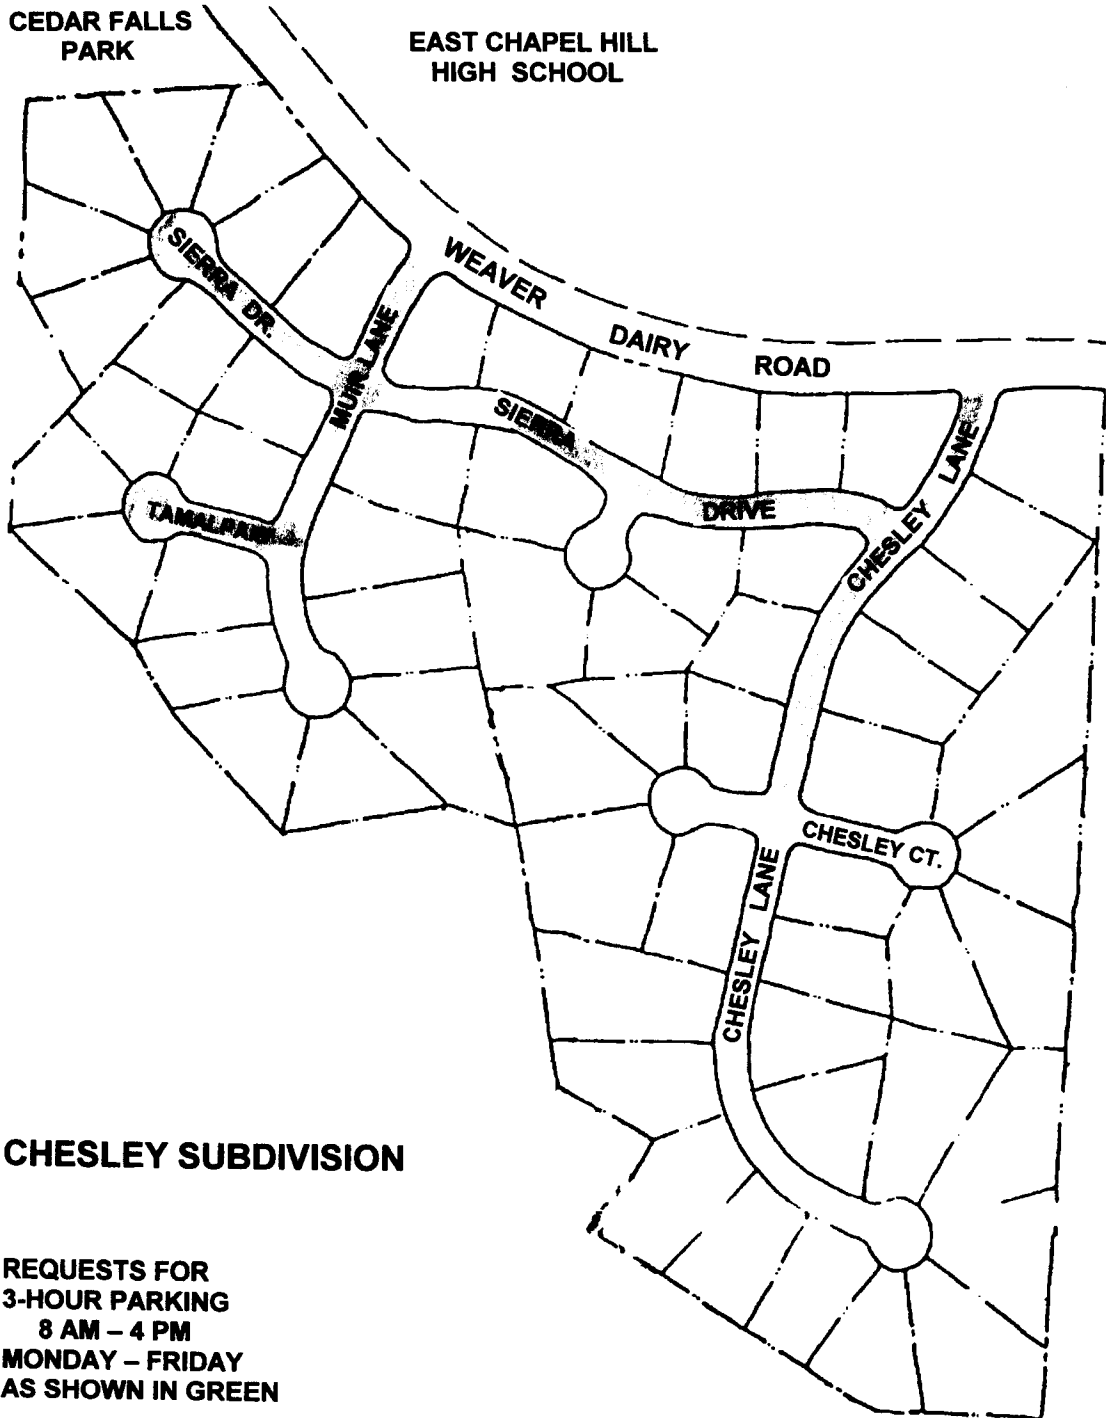 CEDAR FALLS
PARK
EAST CHAPEL HILL
HIGH SCHOOL
WEAVER DAIRY ROAD
SIERRA DR.
MUIR LANE
SIERRA DRIVE
CHESLEY LANE
CHESLEY CT.
CHESLEY LANE
CHESLEY SUBDIVISION
REQUESTS FOR
3-HOUR PARKING
8 AM – 4 PM
MONDAY – FRIDAY
AS SHOWN IN GREEN